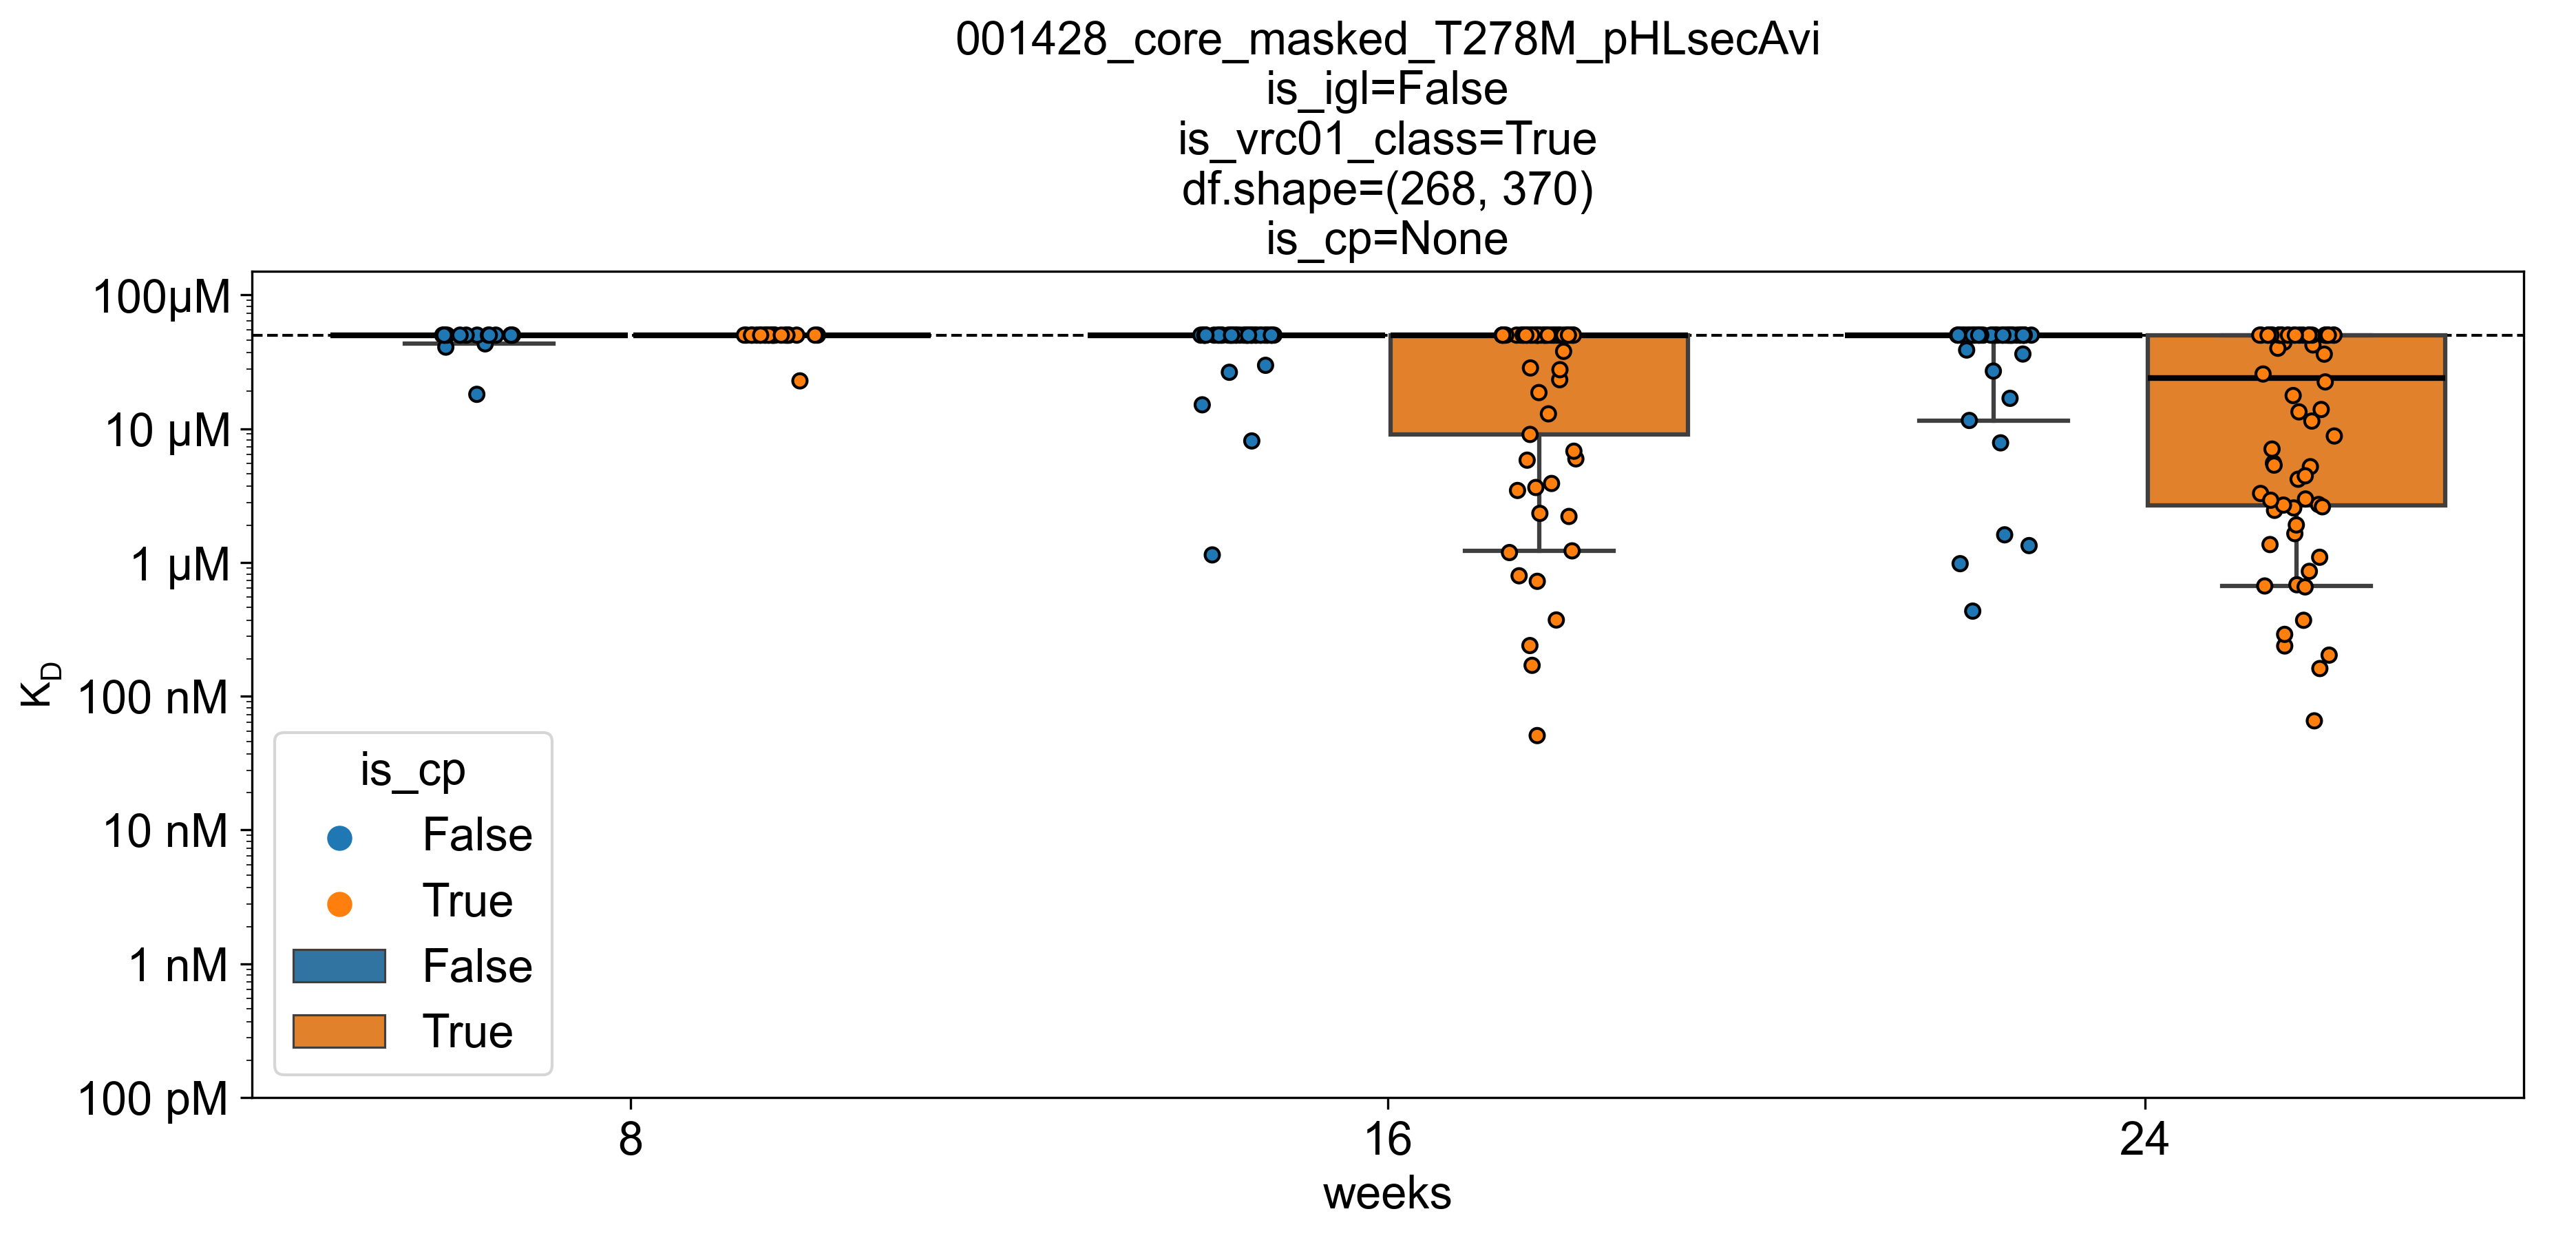 001428_core_masked_T278M_pHLsecAvi
is_igl=False
is_vrc01_class=True
df.shape=(268, 370)
is_cp=None
100µM
10 µM
1 µM
100 nM
10 nM
1 nM
100 pM
K_D
is_cp
False
True
False
True
8
16
24
weeks